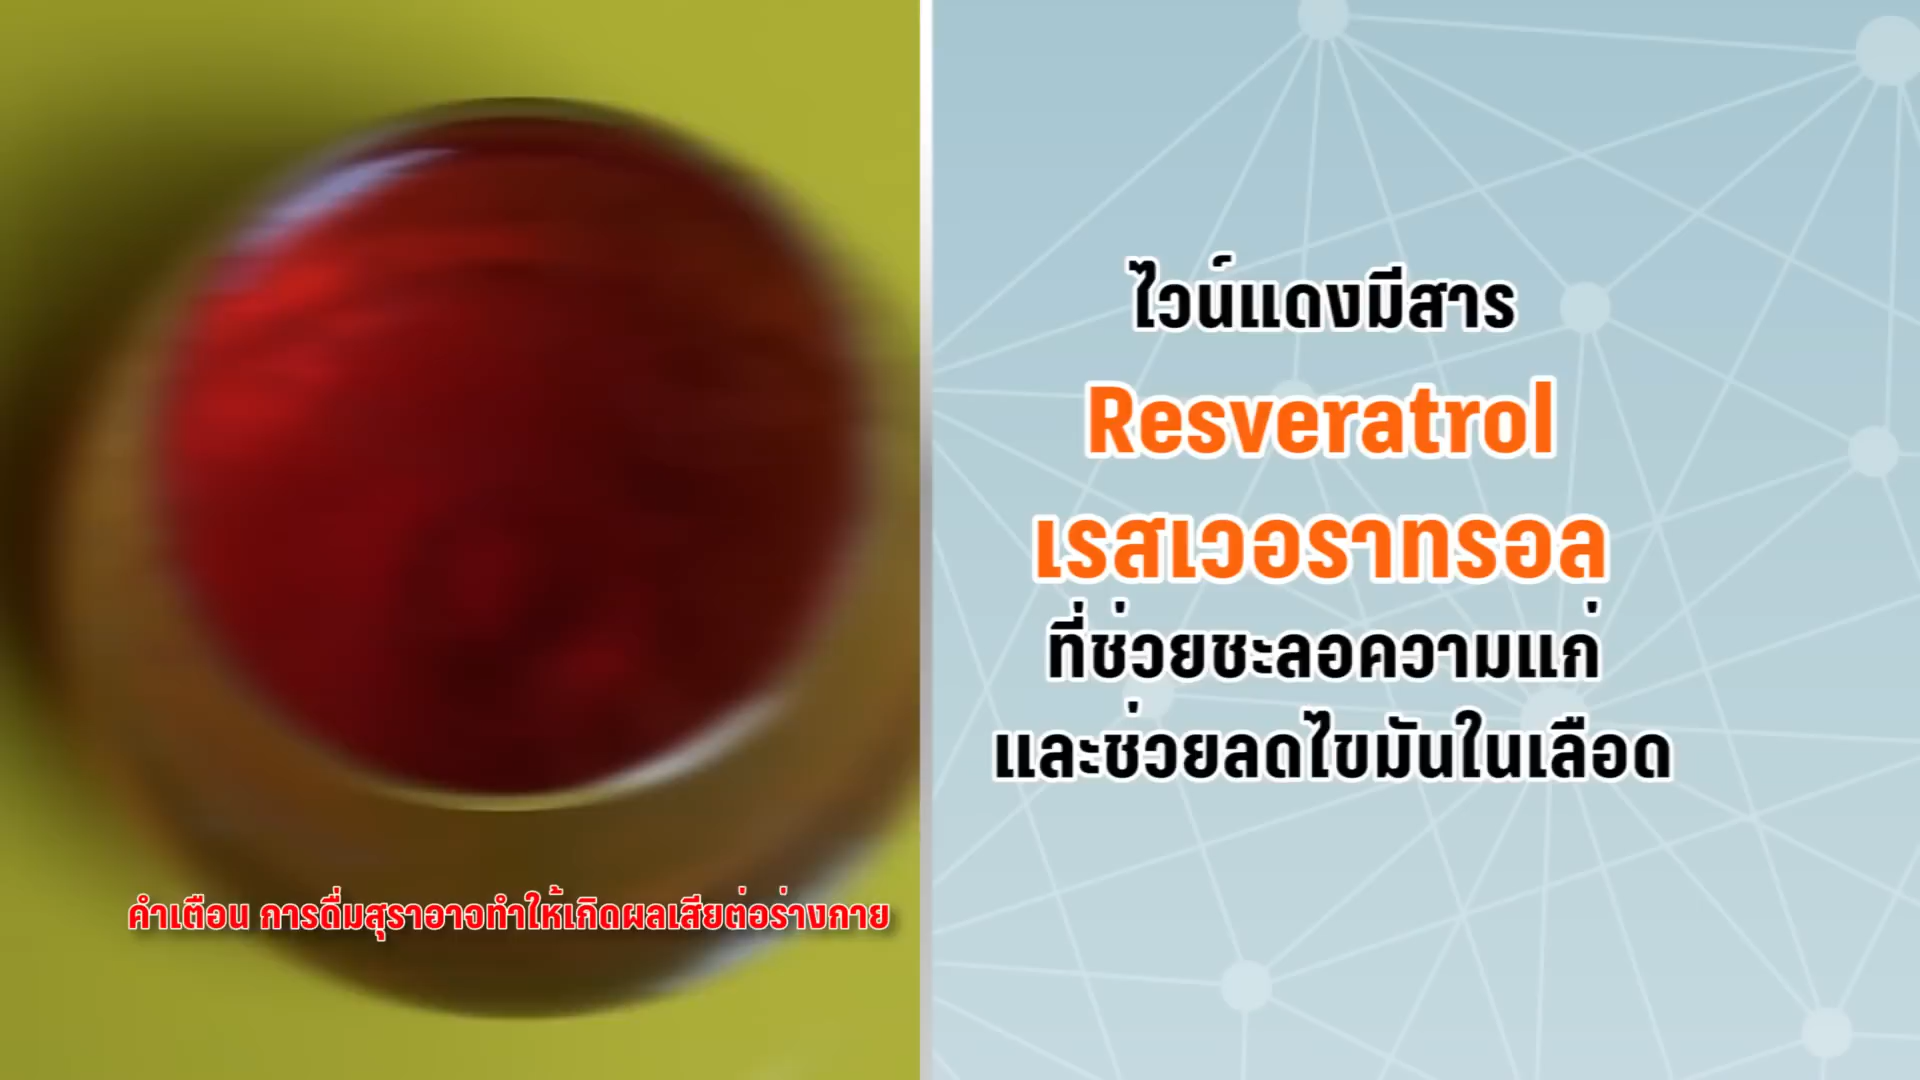 ไวน์แดงมีสาร
Resveratrol
เรสเวอราทรอล
ที่ช่วยชะลอความแก่
และช่วยลดไขมันในเลือด
คำเตือน การดื่มสุราอาจทำให้เกิดผลเสียต่อร่างกาย